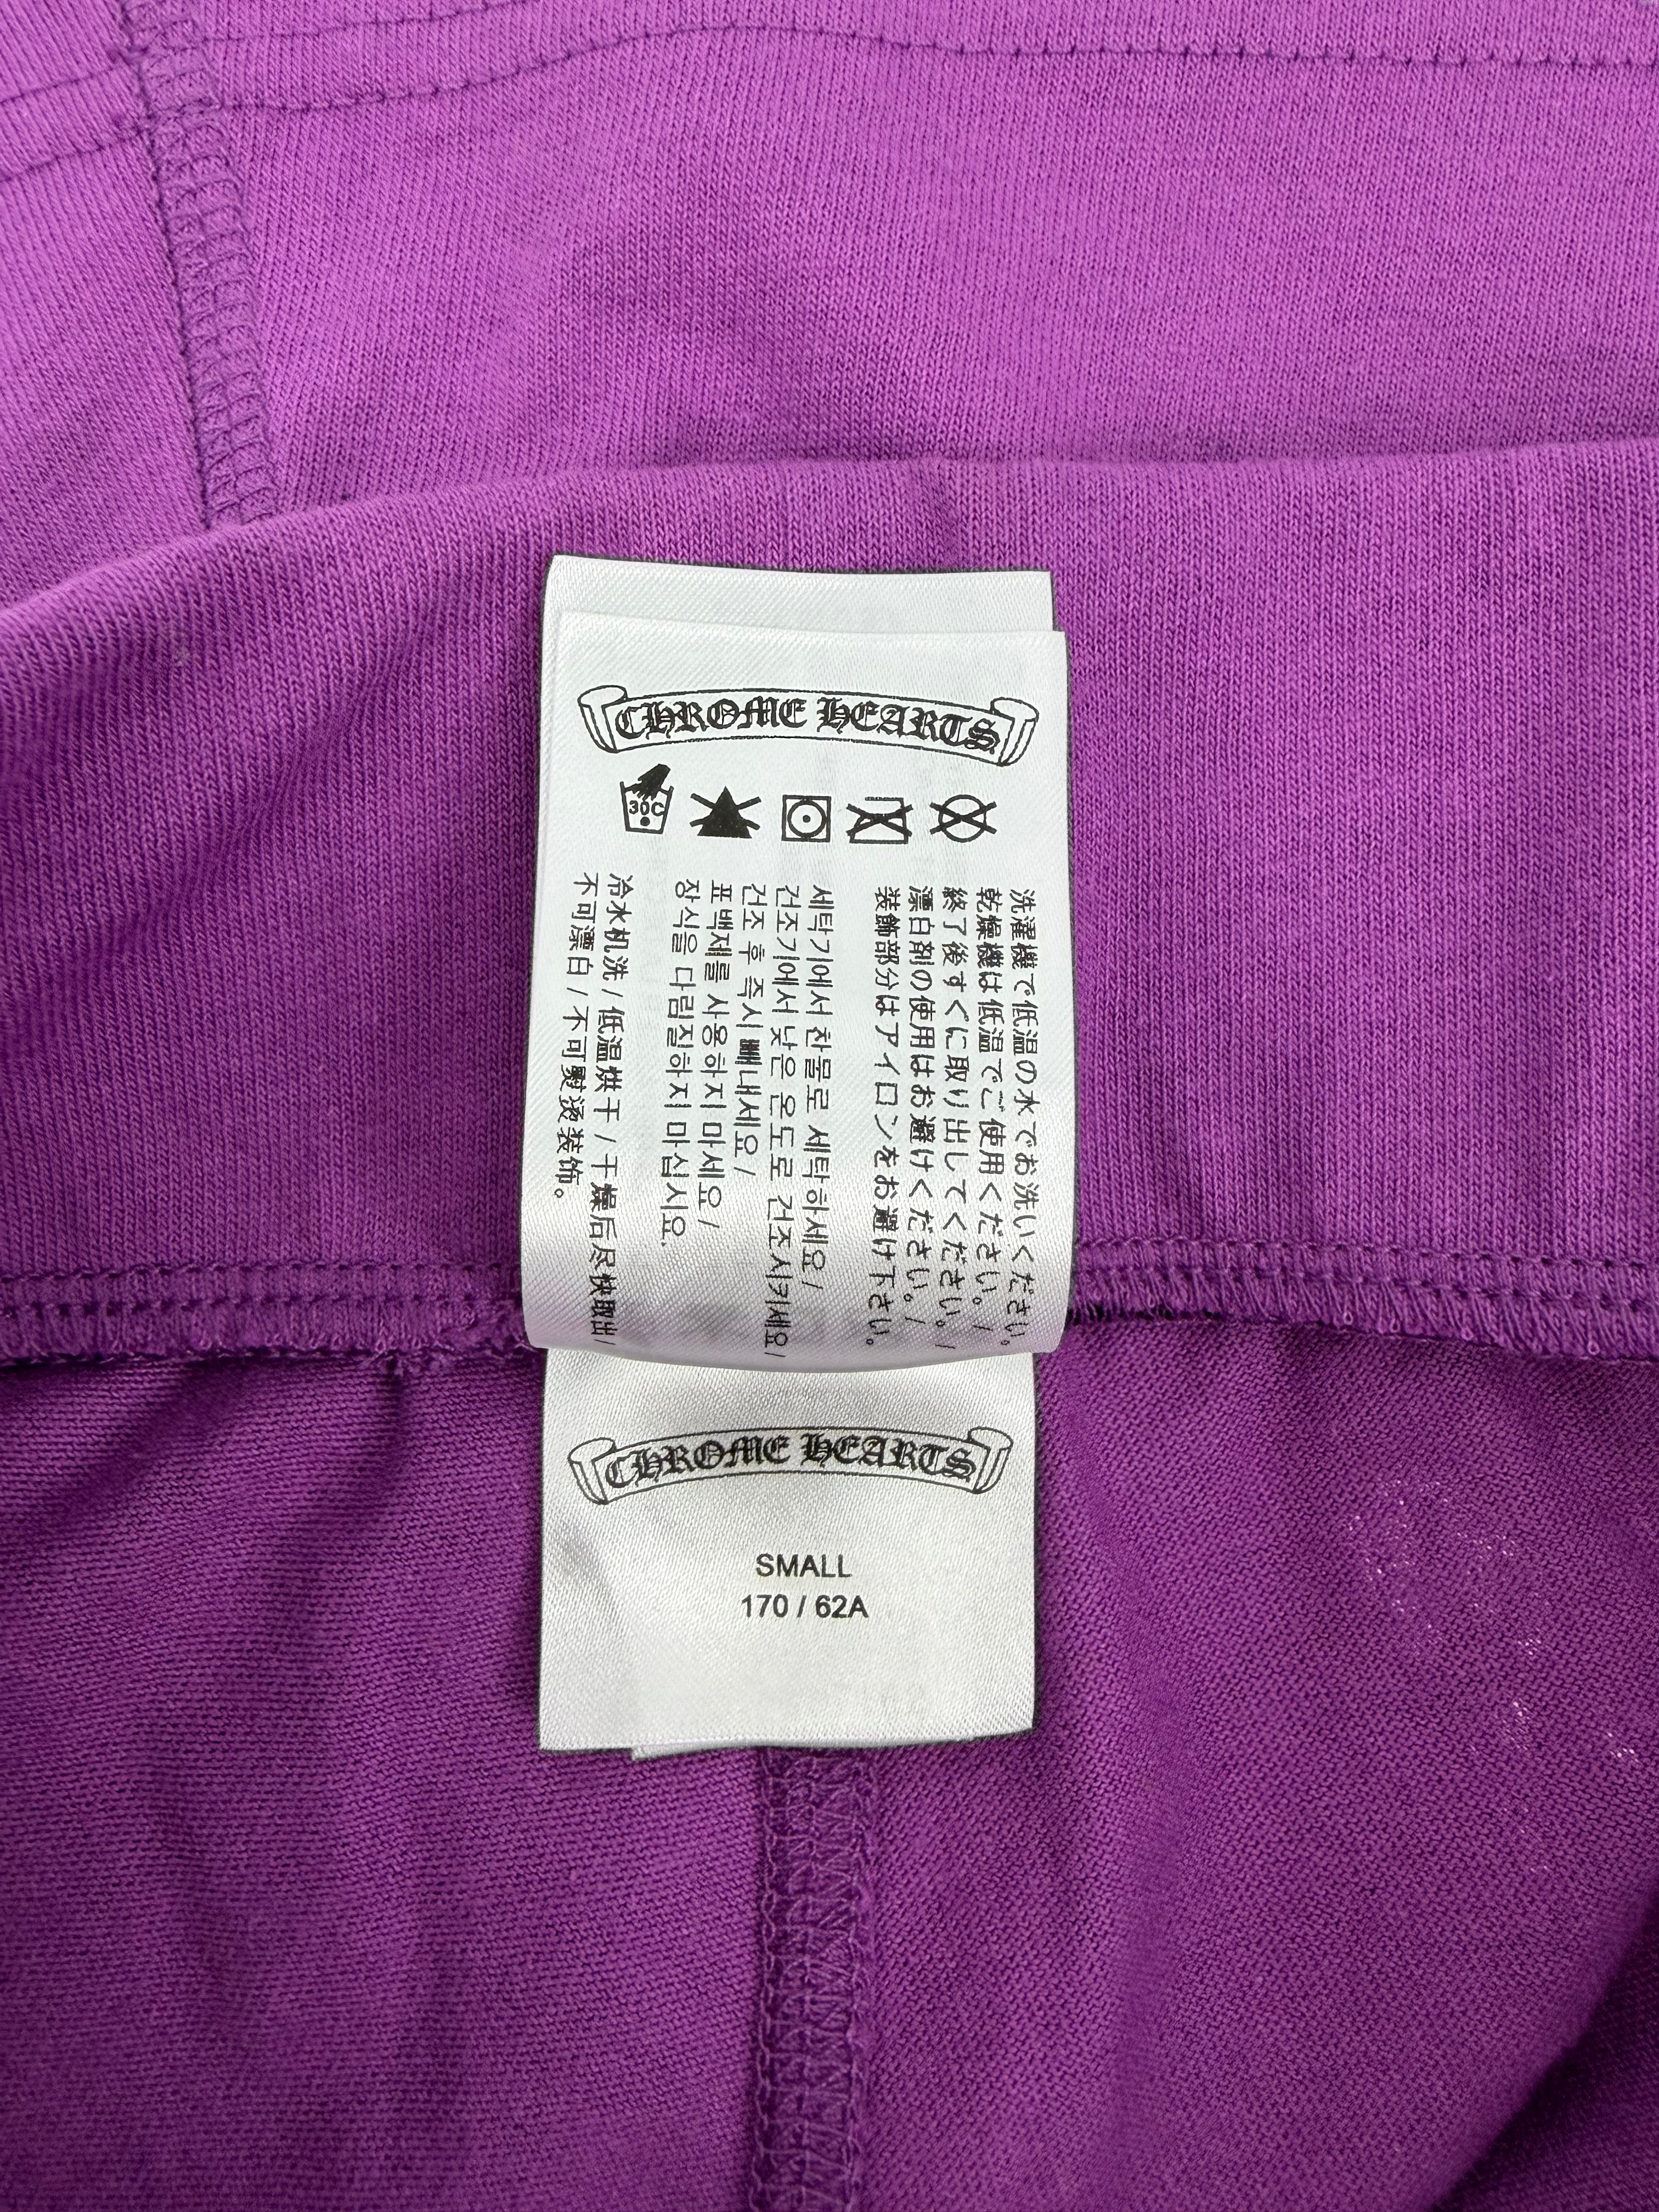 CHROME HEARTS
30C
洗濯機で低温の水でお洗いください。
乾燥機は低温でご使用ください。/
終了後すぐに取り出してください。/
漂白剤の使用はお避けください。/
装飾部分はアイロンをお避け下さい。
세탁기에서 찬물로 세탁하세요/
건조기에서 낮은 온도로 건조시키세요/
건조 후 즉시 빼내세요/
표백제를 사용하지 마세요/
장식을 다림질하지 마십시요.
冷水机洗/低温烘干/干燥后尽快取出/
不可漂白/不可熨烫装饰。
CHROME HEARTS
SMALL
170 / 62A